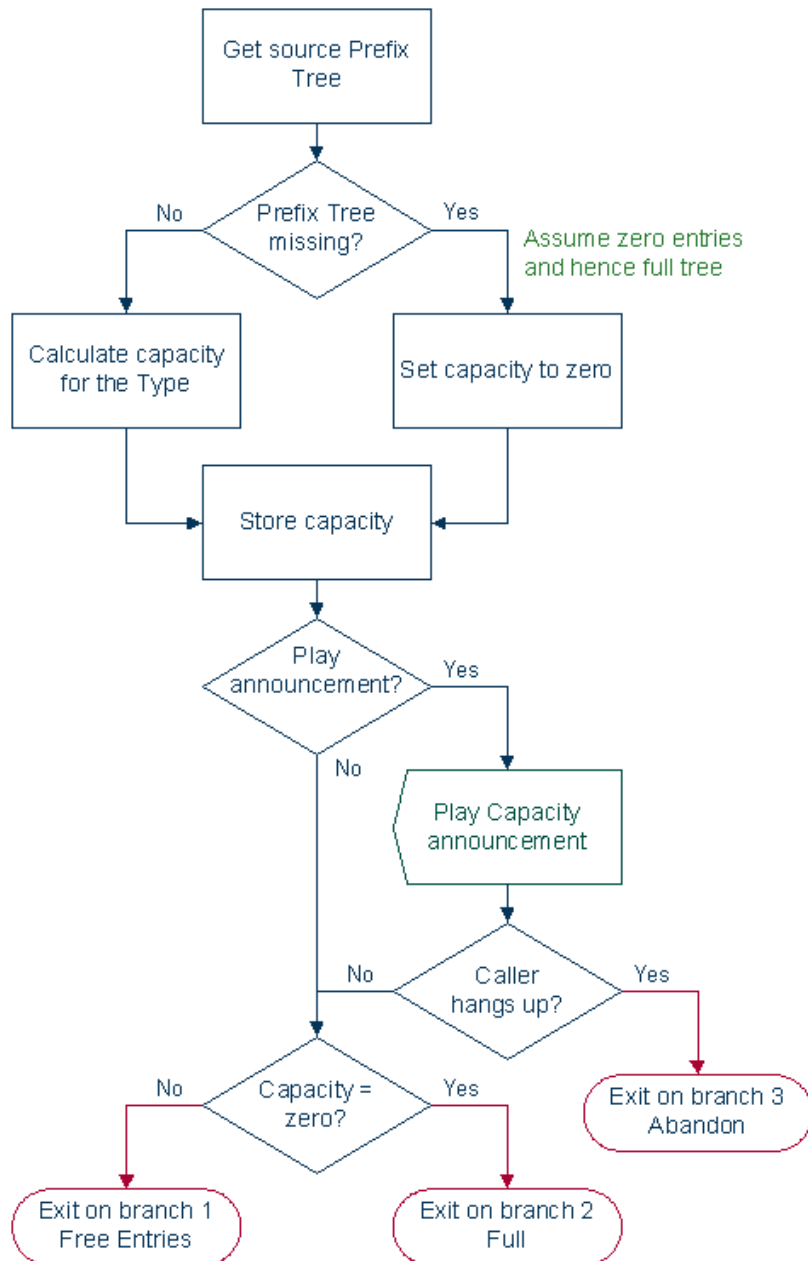 Get source Prefix
Tree
No
Prefix Tree
missing?
Yes
Assume zero entries
and hence full tree
Calculate capacity
for the Type
Set capacity to zero
Store capacity
Play
announcement?
Yes
No
Play Capacity
announcement
No
Caller
hangs up?
Yes
No
Capacity =
zero?
Yes
Exit on branch 3
Abandon
Exit on branch 1
Free Entries
Exit on branch 2
Full